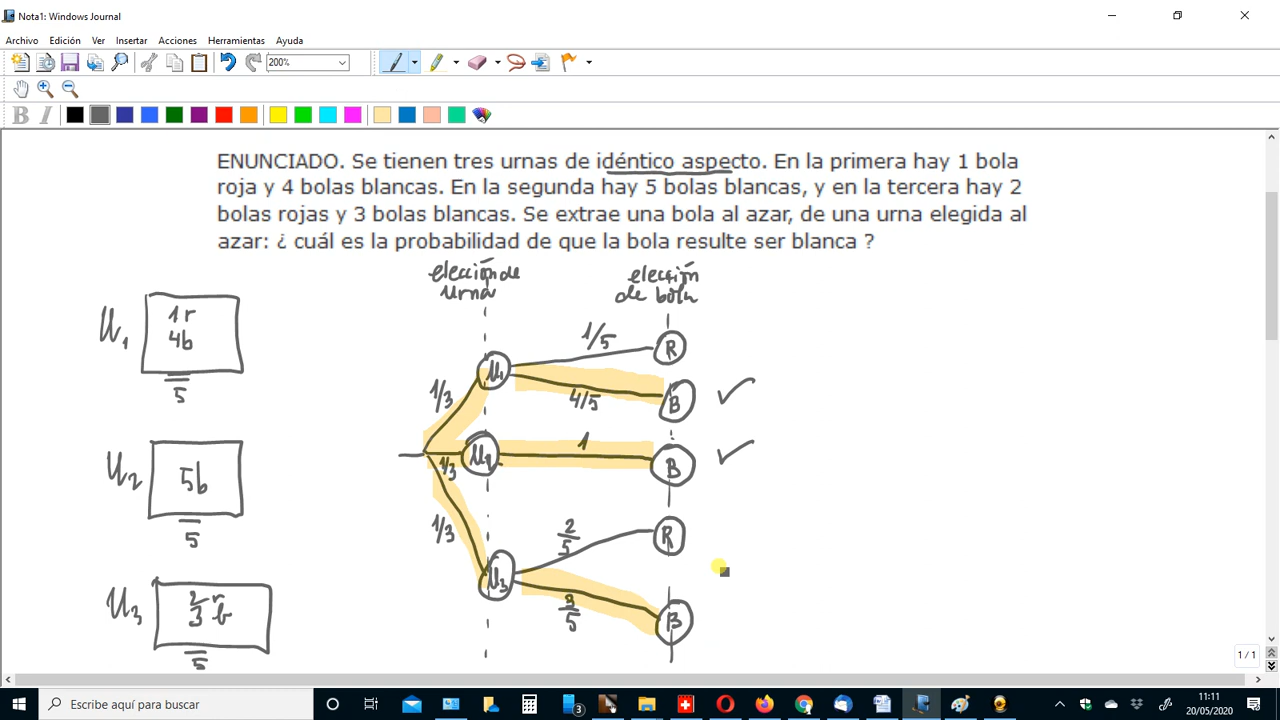 Nota1: Windows Journal
Archivo Edición Ver Insertar Acciones Herramientas Ayuda
200%
B I
ENUNCIADO. Se tienen tres urnas de idéntico aspecto. En la primera hay 1 bola
roja y 4 bolas blancas. En la segunda hay 5 bolas blancas, y en la tercera hay 2
bolas rojas y 3 bolas blancas. Se extrae una bola al azar, de una urna elegida al
azar: ¿ cuál es la probabilidad de que la bola resulte ser blanca ?
elección de
urna
elección
de bola
U1
1r
4b
5
U2
5b
5
U3
2 r
3 b
5
1/3
1/3
1/3
U1
U2
U3
1/5
4/5
1
2/5
3/5
R
B
B
R
B
1 / 1
Escribe aquí para buscar
3
11:11
20/05/2020